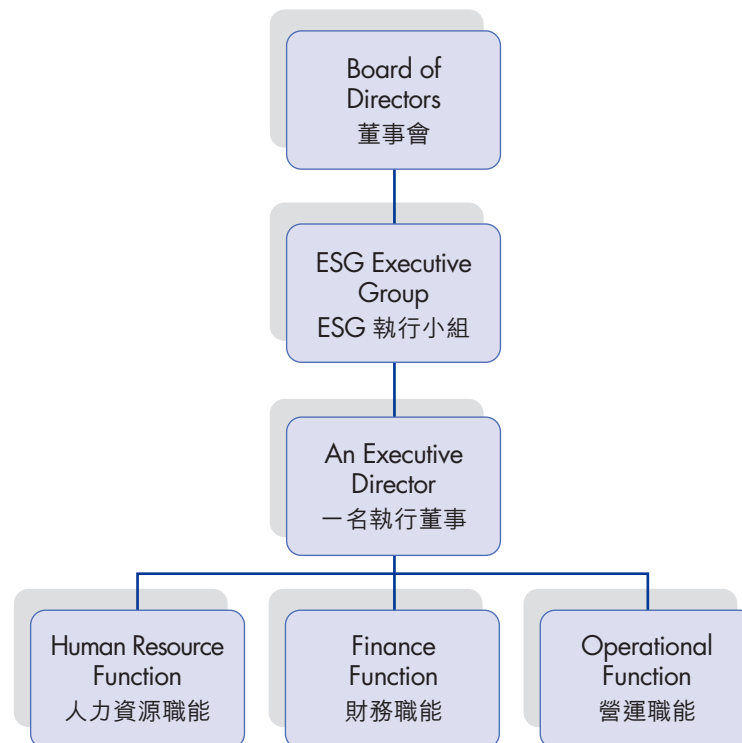 Board of
Directors
董事會
ESG Executive
Group
ESG 執行小組
An Executive
Director
一名執行董事
Human Resource
Function
人力資源職能
Finance
Function
財務職能
Operational
Function
營運職能